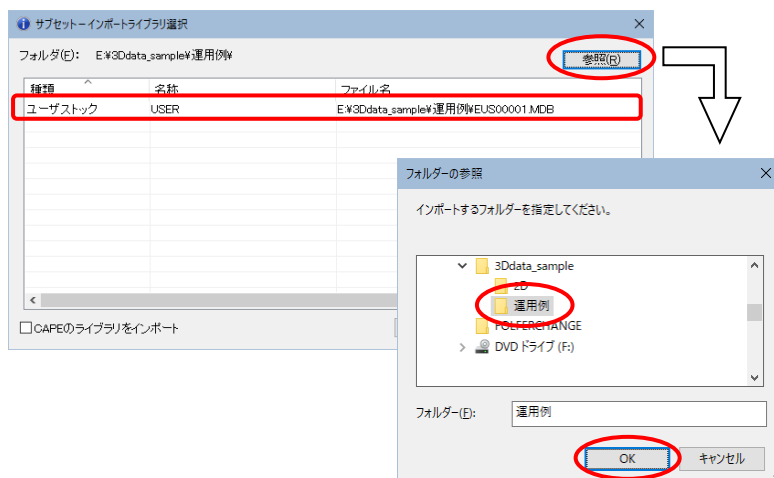 サブセット－インポートライブラリ選択
フォルダ(F): E:¥3Ddata_sample¥運用例¥
参照(R)
種類 名称 ファイル名
ユーザストック USER E:¥3Ddata_sample¥運用例¥EUS00001.MDB
□CAPEのライブラリをインポート
フォルダーの参照
インポートするフォルダーを指定してください。
3Ddata_sample
2D
運用例
POLFERCHANGE
DVD ドライブ (F:)
フォルダー(F): 運用例
OK キャンセル